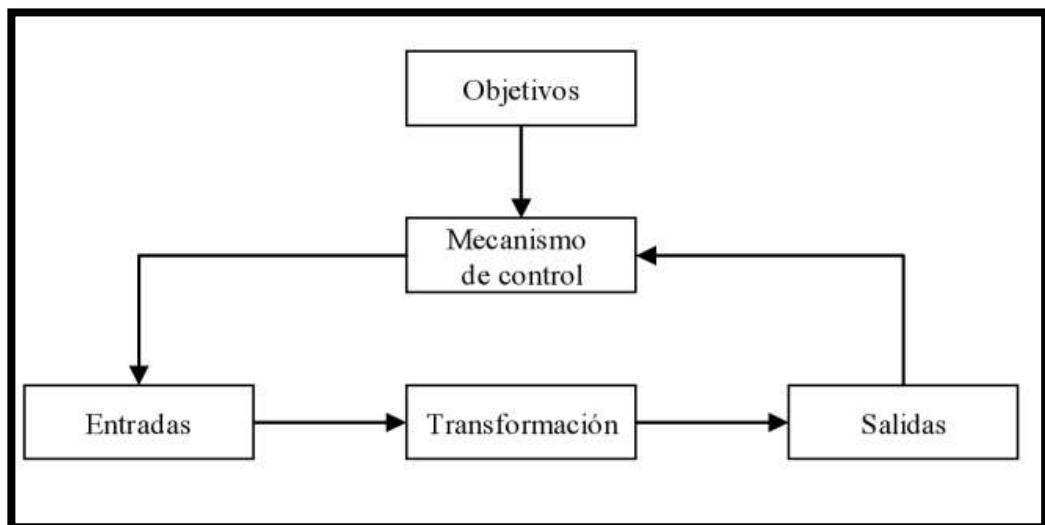 Objetivos
Mecanismo
de control
Entradas
Transformación
Salidas